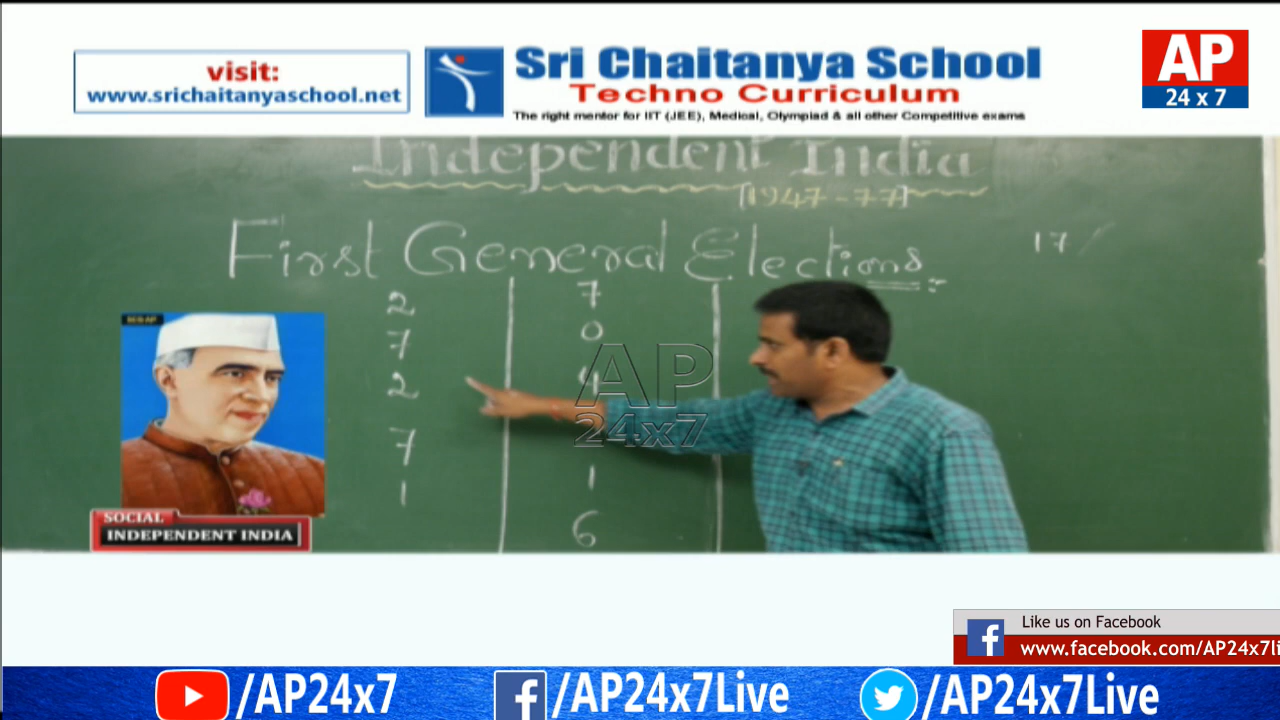 visit:
www.srichaitanyaschool.net
Sri Chaitanya School
Techno Curriculum
The right mentor for IIT (JEE), Medical, Olympiad & all other Competitive exams
AP
24 x 7
Independent India
[1947-77]
First General Elections:
17
2 7
7 0
2 4
7
1 1
6
AP
24x7
SOCIAL
INDEPENDENT INDIA
Like us on Facebook
www.facebook.com/AP24x7li
/AP24x7
/AP24x7Live
/AP24x7Live